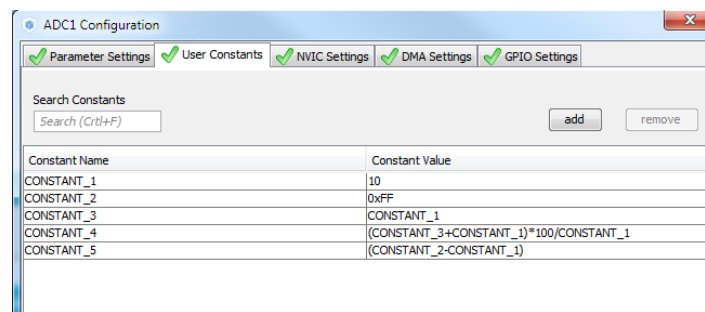 ADC1 Configuration
Parameter Settings User Constants NVIC Settings DMA Settings GPIO Settings
Search Constants
Search (Crtl+F) add remove
Constant Name Constant Value
CONSTANT_1 10
CONSTANT_2 0xFF
CONSTANT_3 CONSTANT_1
CONSTANT_4 (CONSTANT_3+CONSTANT_1)*100/CONSTANT_1
CONSTANT_5 (CONSTANT_2-CONSTANT_1)